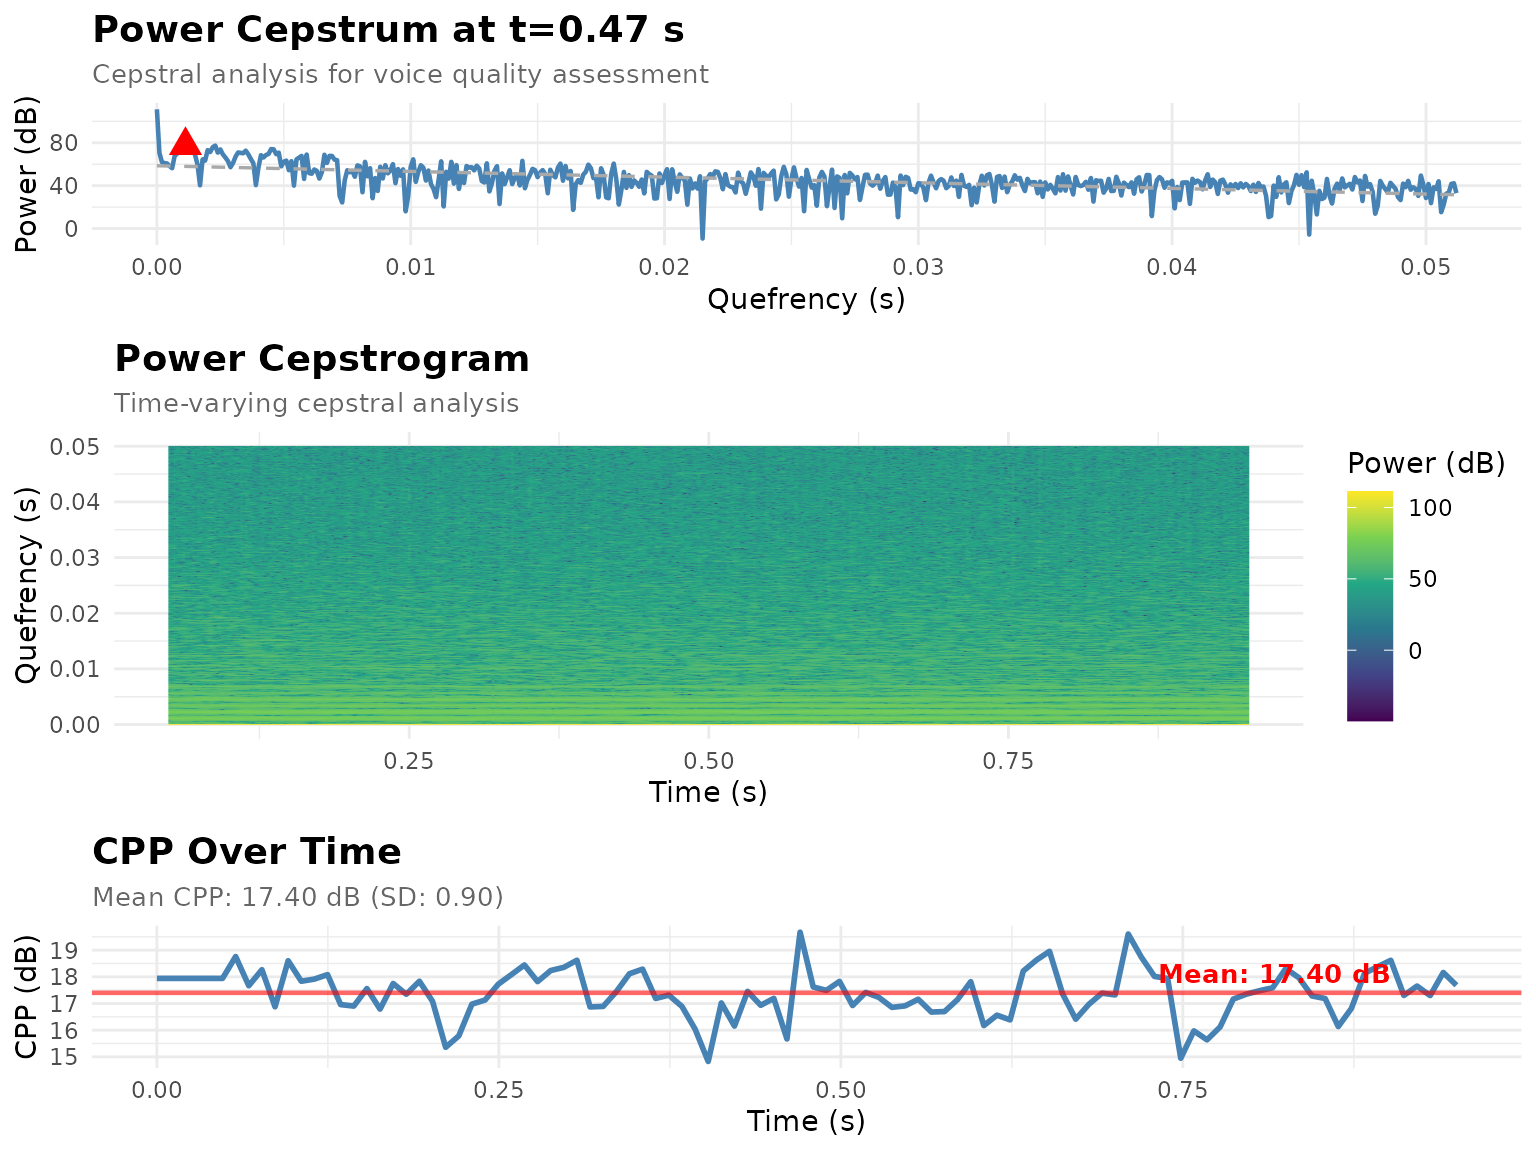 Power Cepstrum at t=0.47 s
Cepstral analysis for voice quality assessment
Power (dB)
80
40
0
0.00 0.01 0.02 0.03 0.04 0.05
Quefrency (s)
Power Cepstrogram
Time-varying cepstral analysis
Quefrency (s)
0.05
0.04
0.03
0.02
0.01
0.00
0.25 0.50 0.75
Time (s)
Power (dB)
100
50
0
CPP Over Time
Mean CPP: 17.40 dB (SD: 0.90)
CPP (dB)
19
18
17
16
15
Mean: 17.40 dB
0.00 0.25 0.50 0.75
Time (s)